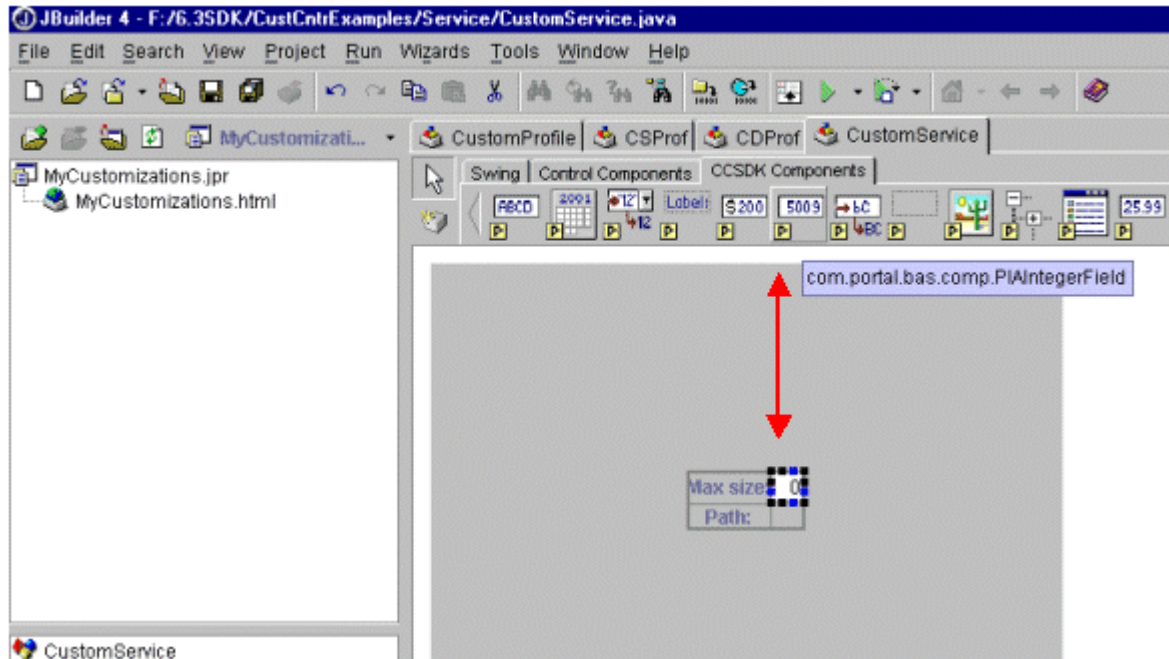 JBuilder 4 - F:/6.3SDK/CustCntrExamples/Service/CustomService.java
File Edit Search View Project Run Wizards Tools Window Help
MyCustomizati... CustomProfile CSProf CDProf CustomService
MyCustomizations.jpr
MyCustomizations.html
Swing Control Components CCSDK Components
ABCD 2001 "12" Label: $200 5009 bC 25.99
P P 12 P P P P BC P P P P P
com.portal.bas.comp.PIAIntegerField
Max size: 0
Path:
CustomService